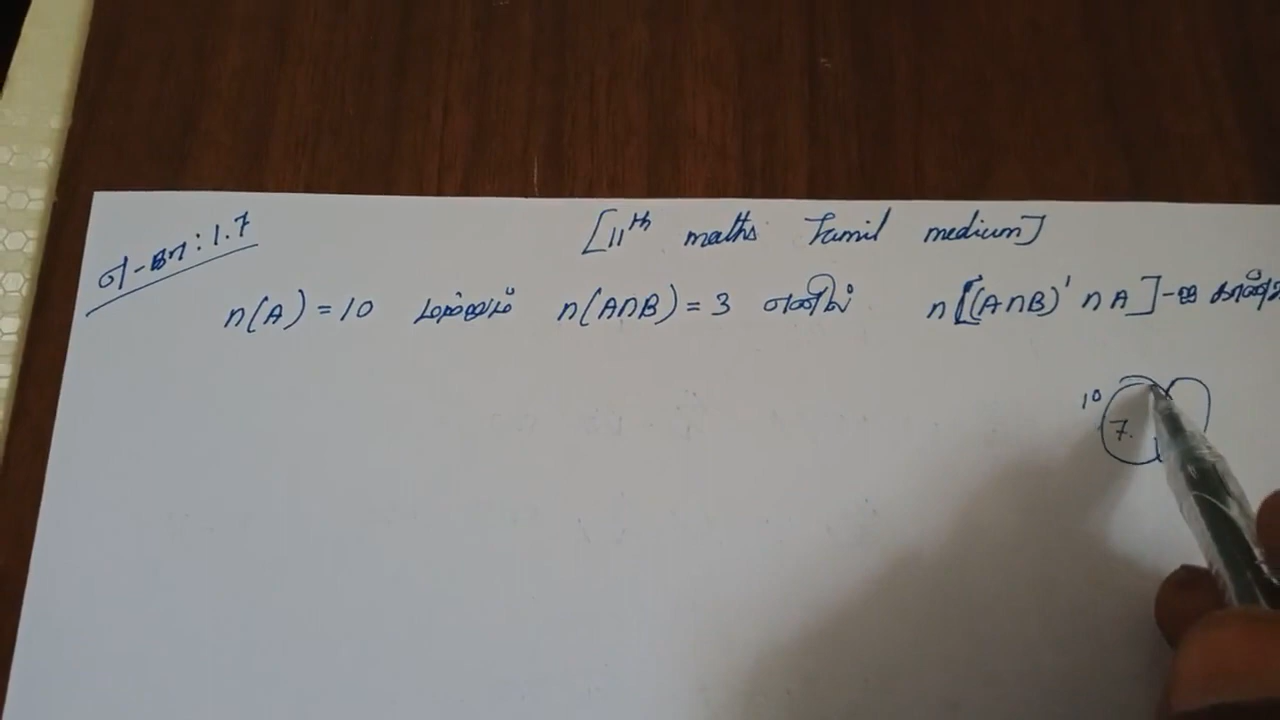 [11th maths Tamil medium]
எ-கா: 1.7
n(A) = 10 மற்றும் n(A∩B) = 3 எனில் n[(A∩B)' ∩ A]-ஐ
10
7.